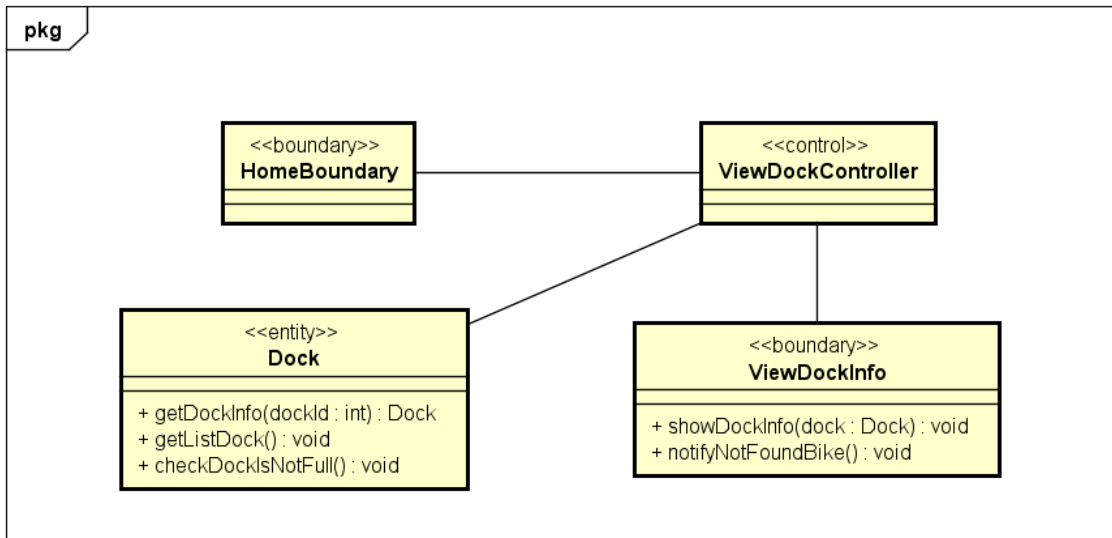 pkg
<<boundary>>
HomeBoundary
<<control>>
ViewDockController
<<entity>>
Dock
+ getDockInfo(dockId : int) : Dock
+ getListDock() : void
+ checkDockIsNotFull() : void
<<boundary>>
ViewDockInfo
+ showDockInfo(dock : Dock) : void
+ notifyNotFoundBike() : void